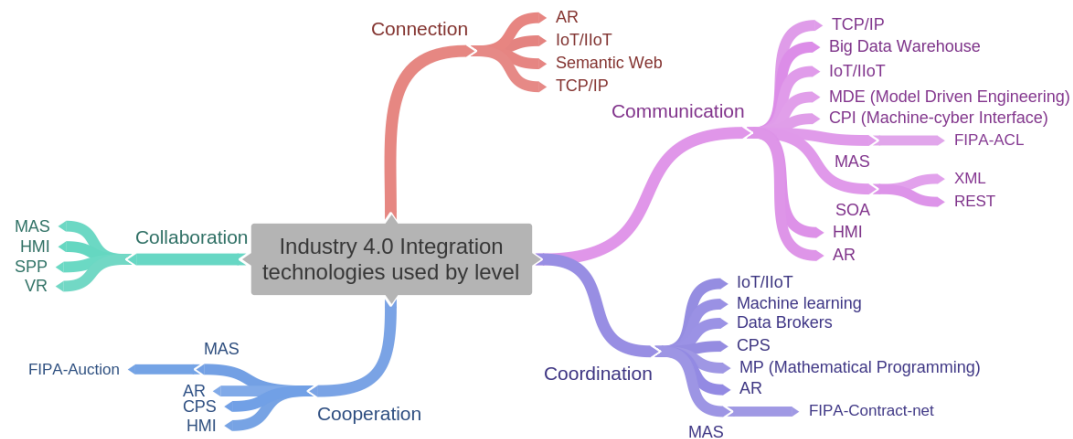 Industry 4.0 Integration
technologies used by level
Connection
AR
IoT/IIoT
Semantic Web
TCP/IP
Communication
TCP/IP
Big Data Warehouse
IoT/IIoT
MDE (Model Driven Engineering)
CPI (Machine-cyber Interface)
MAS
FIPA-ACL
SOA
XML
REST
HMI
AR
Coordination
IoT/IIoT
Machine learning
Data Brokers
CPS
MP (Mathematical Programming)
AR
MAS
FIPA-Contract-net
Cooperation
MAS
FIPA-Auction
AR
CPS
HMI
Collaboration
MAS
HMI
SPP
VR